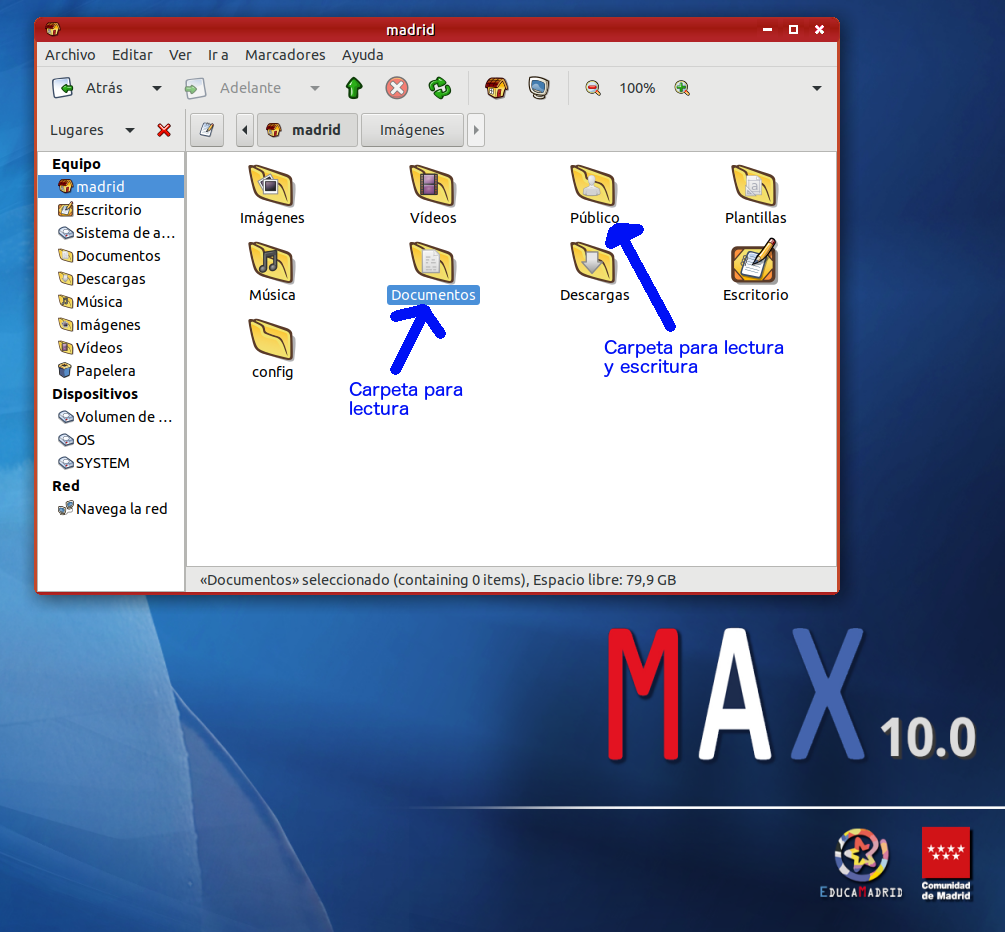 madrid
Archivo Editar Ver Ir a Marcadores Ayuda
Atrás Adelante 100%
Lugares madrid Imágenes
Equipo
madrid
Escritorio
Sistema de a...
Documentos
Descargas
Música
Imágenes
Vídeos
Papelera
Dispositivos
Volumen de ...
OS
SYSTEM
Red
Navega la red
Imágenes Vídeos Público Plantillas
Música Documentos Descargas Escritorio
config
Carpeta para lectura
y escritura
Carpeta para
lectura
«Documentos» seleccionado (containing 0 items), Espacio libre: 79,9 GB
MAX 10.0
EDUCAMADRID
Comunidad
de Madrid